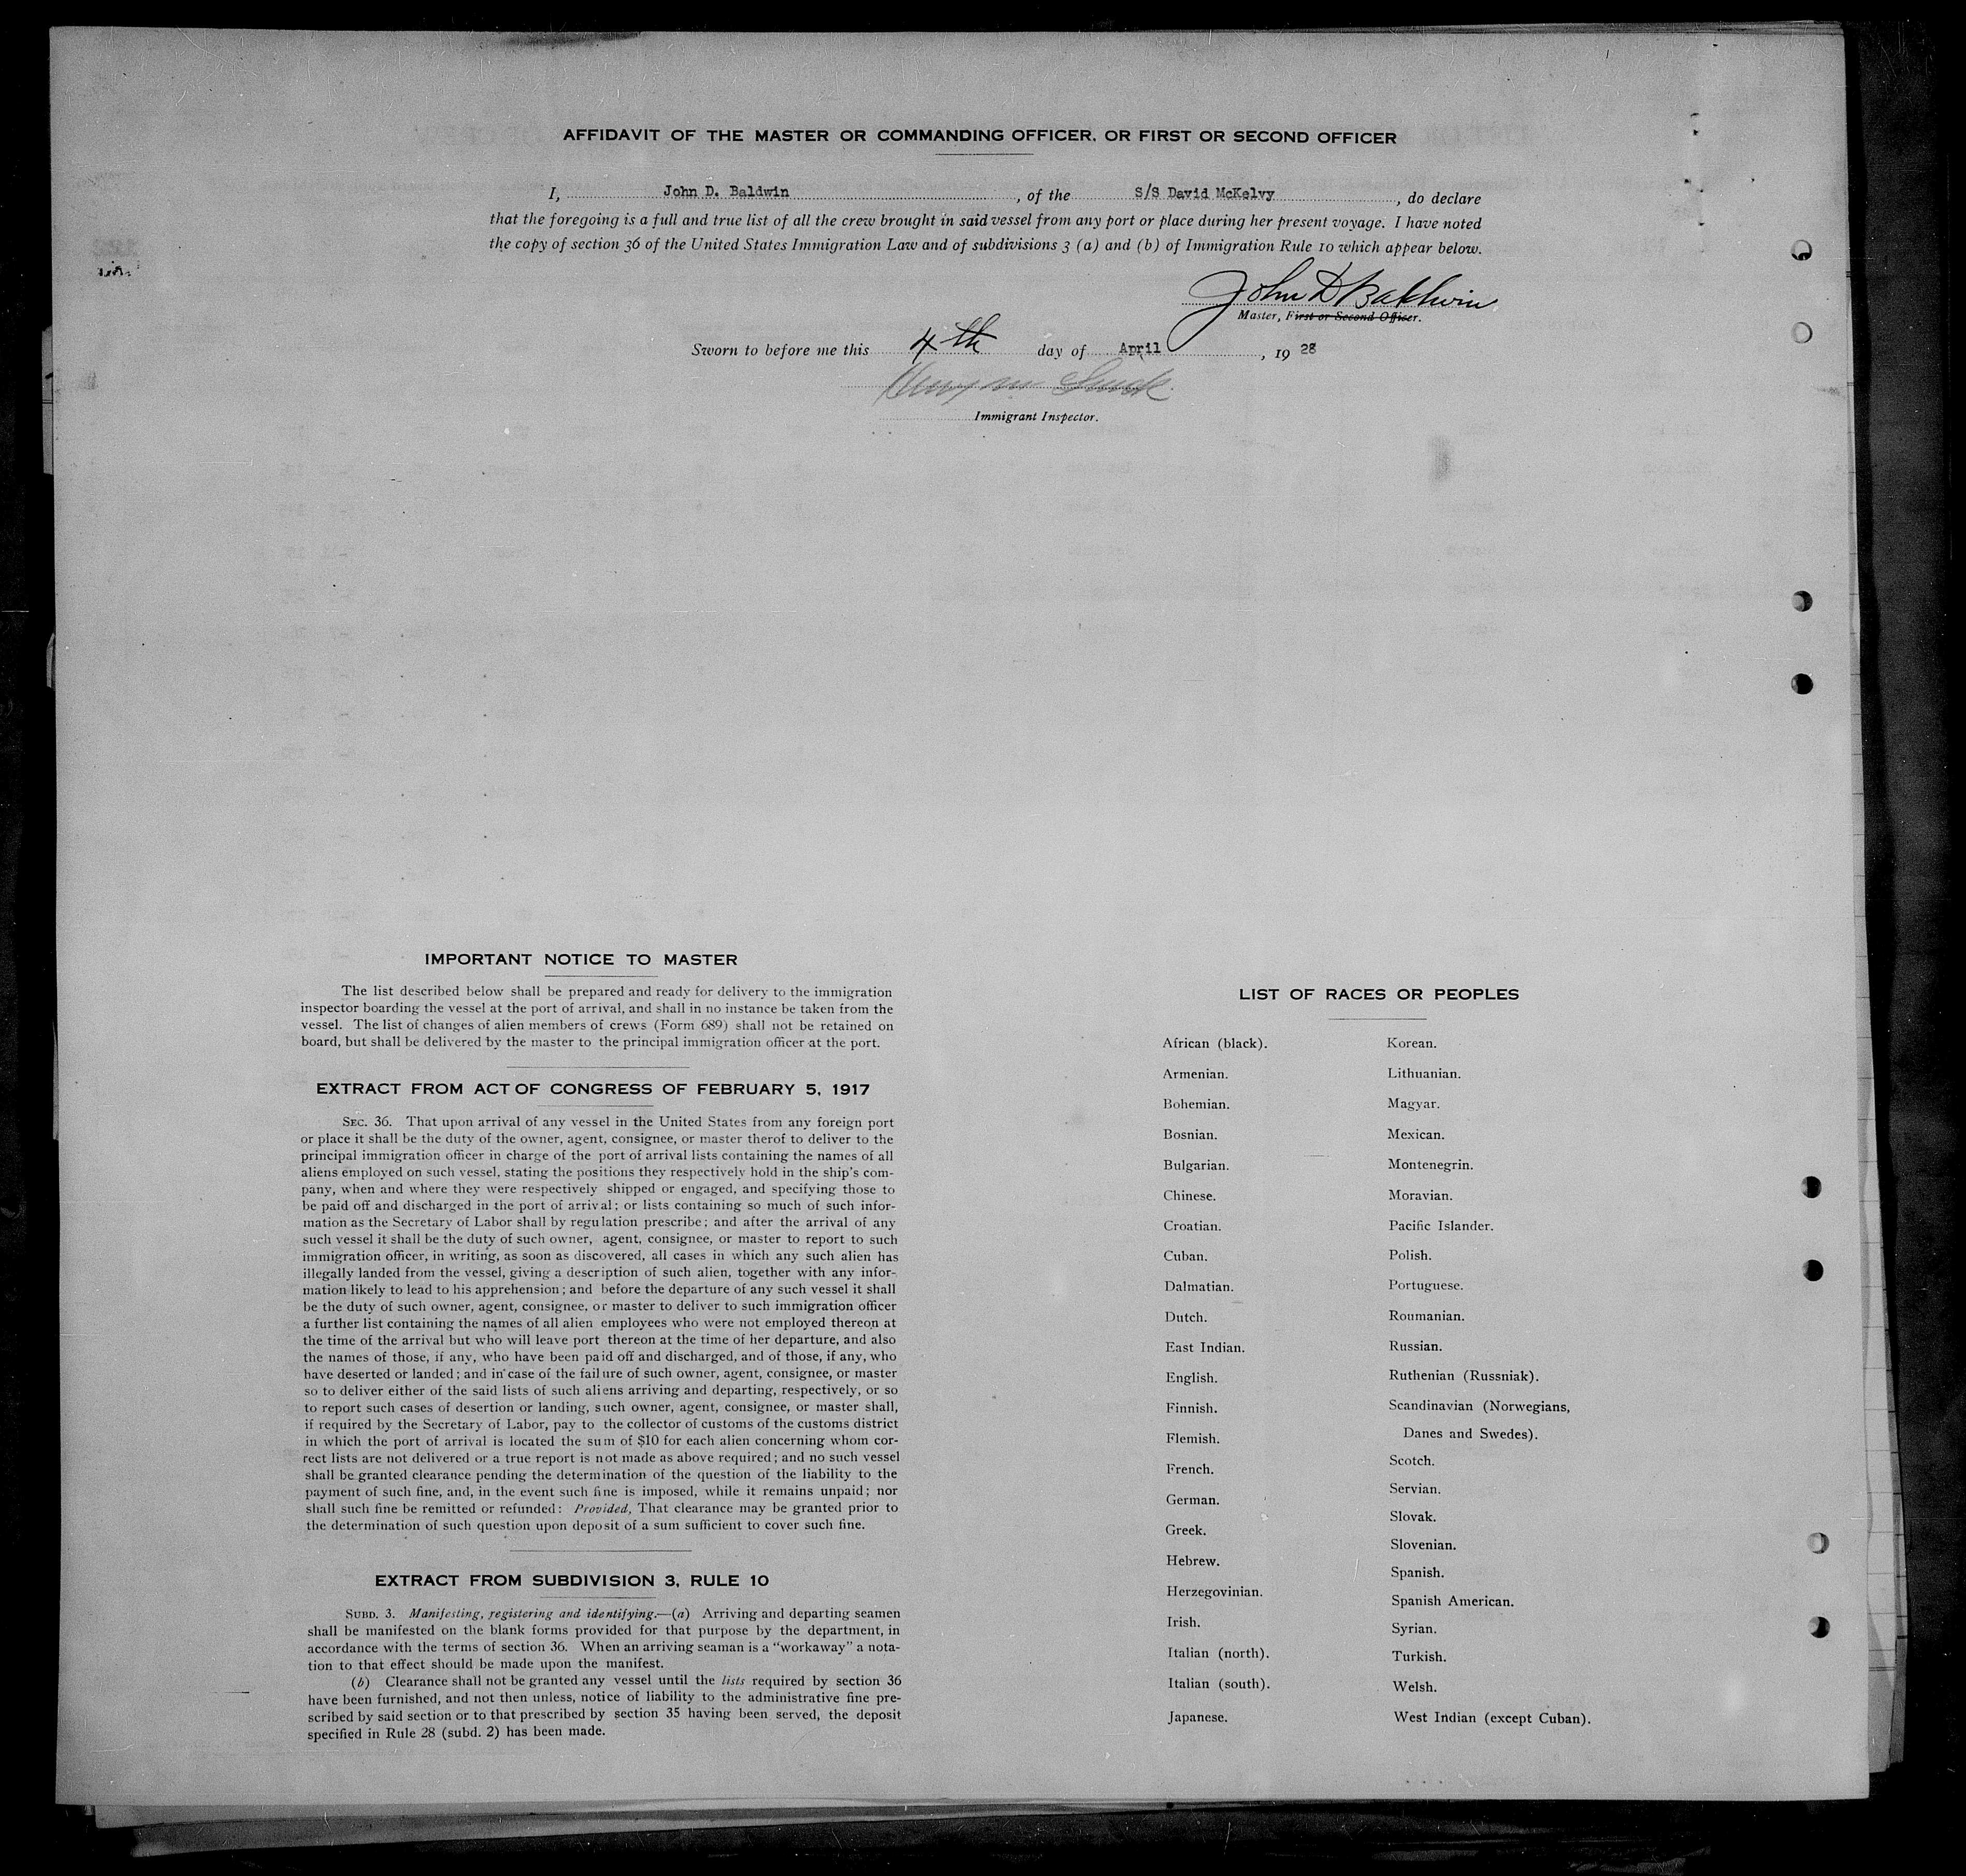 AFFIDAVIT OF THE MASTER OR COMMANDING OFFICER, OR FIRST OR SECOND OFFICER
I, John D. Baldwin, of the S/S David McKelvy, do declare
that the foregoing is a full and true list of all the crew brought in said vessel from any port or place during her present voyage. I have noted
the copy of section 36 of the United States Immigration Law and of subdivisions 3 (a) and (b) of Immigration Rule 10 which appear below.
John D Baldwin
Master, First or Second Officer.
Sworn to before me this 4th day of April, 19 28
Immigrant Inspector.
IMPORTANT NOTICE TO MASTER
The list described below shall be prepared and ready for delivery to the immigration
inspector boarding the vessel at the port of arrival, and shall in no instance be taken from the
vessel. The list of changes of alien members of crews (Form 689) shall not be retained on
board, but shall be delivered by the master to the principal immigration officer at the port.
EXTRACT FROM ACT OF CONGRESS OF FEBRUARY 5, 1917
SEC. 36. That upon arrival of any vessel in the United States from any foreign port
or place it shall be the duty of the owner, agent, consignee, or master therof to deliver to the
principal immigration officer in charge of the port of arrival lists containing the names of all
aliens employed on such vessel, stating the positions they respectively hold in the ship's com-
pany, when and where they were respectively shipped or engaged, and specifying those to
be paid off and discharged in the port of arrival; or lists containing so much of such infor-
mation as the Secretary of Labor shall by regulation prescribe; and after the arrival of any
such vessel it shall be the duty of such owner, agent, consignee, or master to report to such
immigration officer, in writing, as soon as discovered, all cases in which any such alien has
illegally landed from the vessel, giving a description of such alien, together with any infor-
mation likely to lead to his apprehension; and before the departure of any such vessel it shall
be the duty of such owner, agent, consignee, or master to deliver to such immigration officer
a further list containing the names of all alien employees who were not employed thereon at
the time of the arrival but who will leave port thereon at the time of her departure, and also
the names of those, if any, who have been paid off and discharged, and of those, if any, who
have deserted or landed; and in case of the failure of such owner, agent, consignee, or master
so to deliver either of the said lists of such aliens arriving and departing, respectively, or so
to report such cases of desertion or landing, such owner, agent, consignee, or master shall,
if required by the Secretary of Labor, pay to the collector of customs of the customs district
in which the port of arrival is located the sum of $10 for each alien concerning whom cor-
rect lists are not delivered or a true report is not made as above required; and no such vessel
shall be granted clearance pending the determination of the question of the liability to the
payment of such fine, and, in the event such fine is imposed, while it remains unpaid; nor
shall such fine be remitted or refunded: Provided, That clearance may be granted prior to
the determination of such question upon deposit of a sum sufficient to cover such fine.
EXTRACT FROM SUBDIVISION 3, RULE 10
SUBD. 3. Manifesting, registering and identifying.—(a) Arriving and departing seamen
shall be manifested on the blank forms provided for that purpose by the department, in
accordance with the terms of section 36. When an arriving seaman is a "workaway" a nota-
tion to that effect should be made upon the manifest.
(b) Clearance shall not be granted any vessel until the lists required by section 36
have been furnished, and not then unless, notice of liability to the administrative fine pre-
scribed by said section or to that prescribed by section 35 having been served, the deposit
specified in Rule 28 (subd. 2) has been made.
LIST OF RACES OR PEOPLES
African (black).
Armenian.
Bohemian.
Bosnian.
Bulgarian.
Chinese.
Croatian.
Cuban.
Dalmatian.
Dutch.
East Indian.
English.
Finnish.
Flemish.
French.
German.
Greek.
Hebrew.
Herzegovinian.
Irish.
Italian (north).
Italian (south).
Japanese.
Korean.
Lithuanian.
Magyar.
Mexican.
Montenegrin.
Moravian.
Pacific Islander.
Polish.
Portuguese.
Roumanian.
Russian.
Ruthenian (Russniak).
Scandinavian (Norwegians,
Danes and Swedes).
Scotch.
Servian.
Slovak.
Slovenian.
Spanish.
Spanish American.
Syrian.
Turkish.
Welsh.
West Indian (except Cuban).